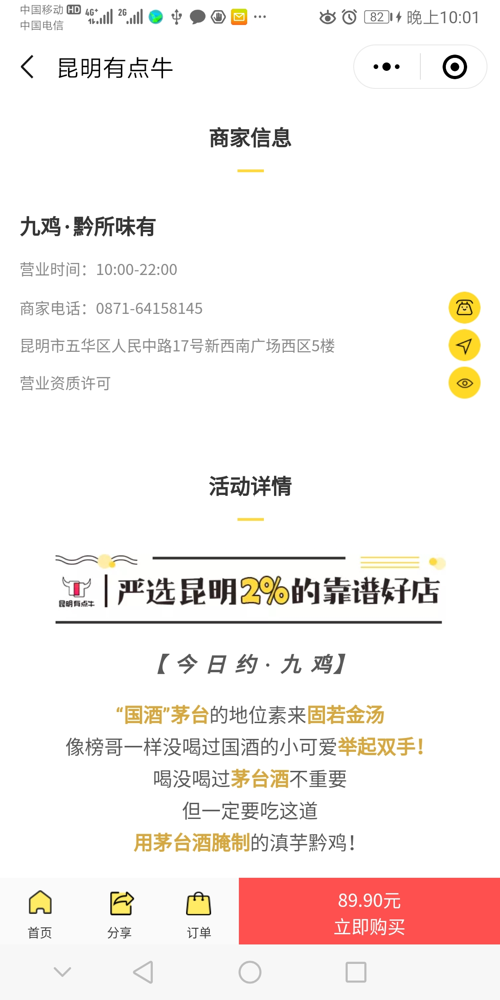 中国移动 HD 4G+ 2G 82 晚上10:01
中国电信
昆明有点牛
商家信息
九鸡·黔所味有
营业时间：10:00-22:00
商家电话：0871-64158145
昆明市五华区人民中路17号新西南广场西区5楼
营业资质许可
活动详情
昆明有点牛 严选昆明2%的靠谱好店
【今日约·九鸡】
“国酒”茅台的地位素来固若金汤
像榜哥一样没喝过国酒的小可爱举起双手！
喝没喝过茅台酒不重要
但一定要吃这道
用茅台酒腌制的滇芋黔鸡！
首页 分享 订单
89.90元
立即购买